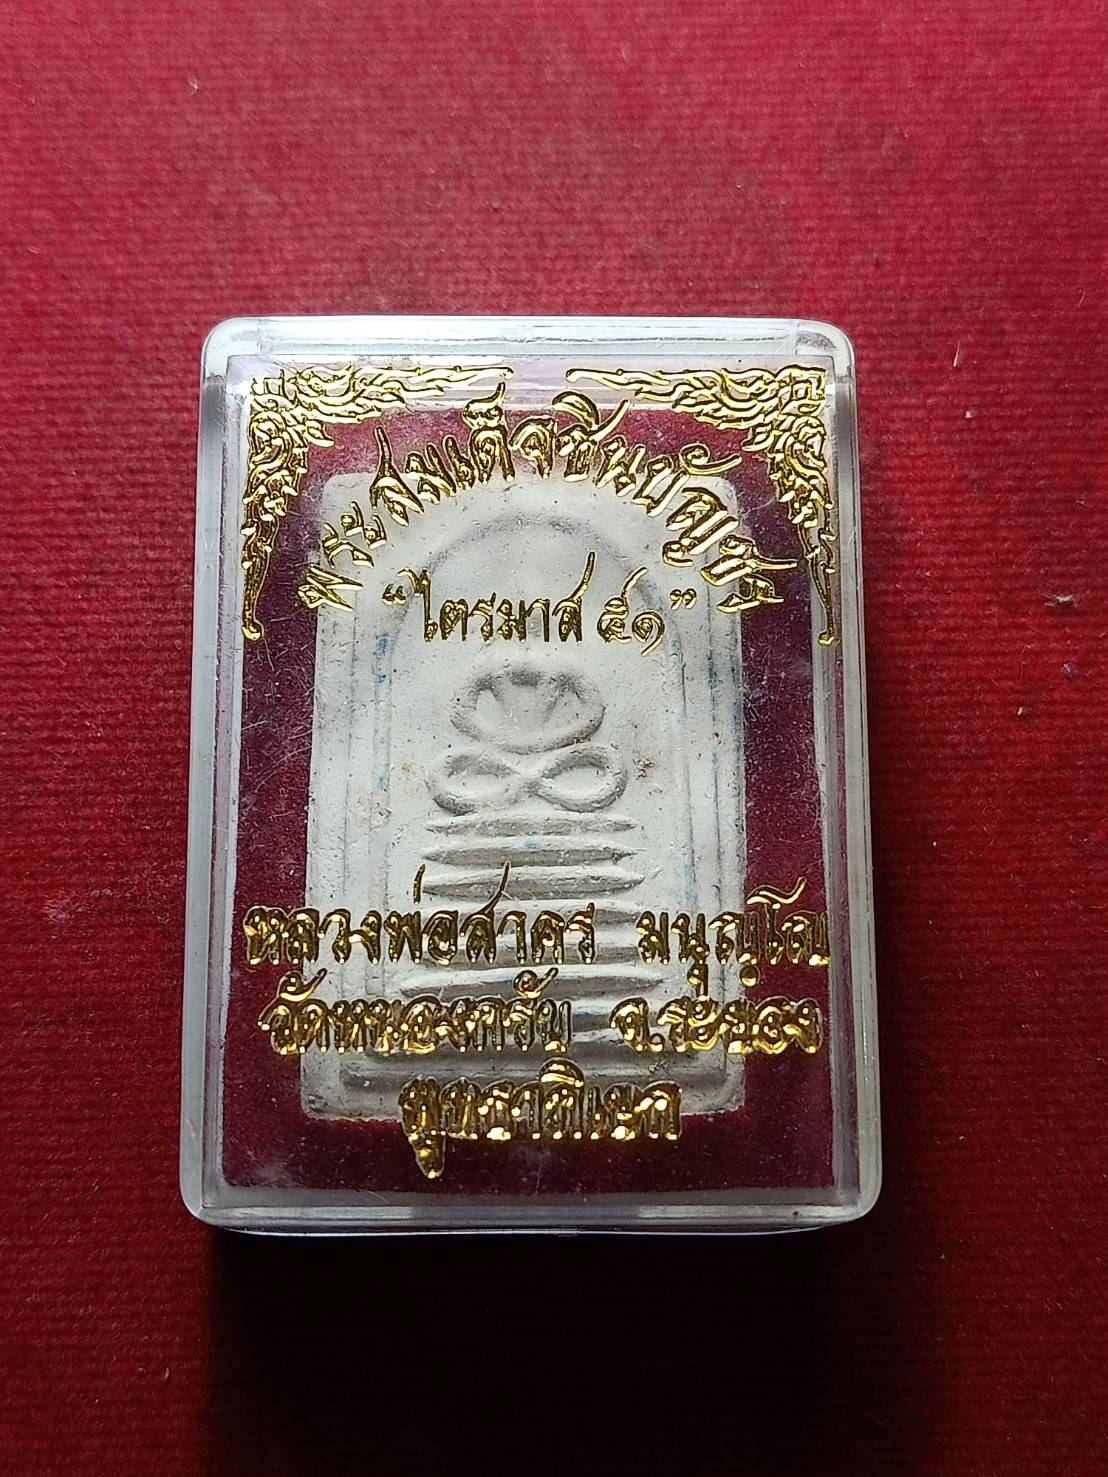 พระสมเด็จชินบัญชร
"ไตรมาส ๕๑"
หลวงพ่อสาคร มนุญฺโญ
วัดหนองกรับ จ.ระยอง
พุทธาภิเษก